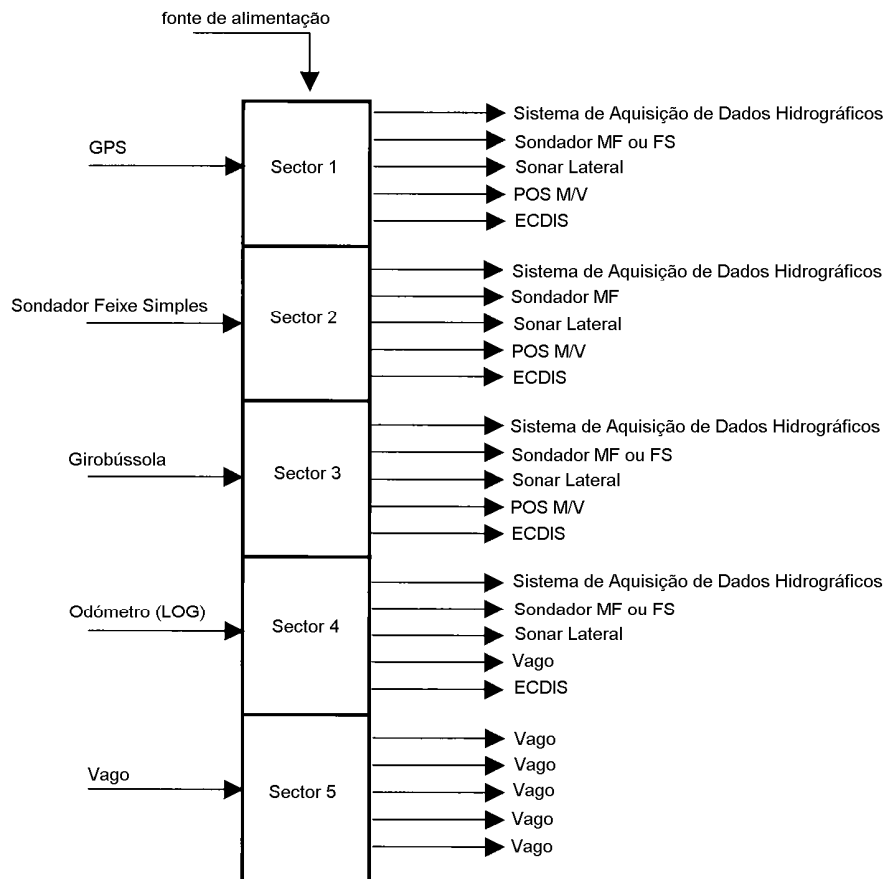 fonte de alimentação
GPS
Sector 1
Sistema de Aquisição de Dados Hidrográficos
Sondador MF ou FS
Sonar Lateral
POS M/V
ECDIS
Sondador Feixe Simples
Sector 2
Sistema de Aquisição de Dados Hidrográficos
Sondador MF
Sonar Lateral
POS M/V
ECDIS
Girobússola
Sector 3
Sistema de Aquisição de Dados Hidrográficos
Sondador MF ou FS
Sonar Lateral
POS M/V
ECDIS
Odómetro (LOG)
Sector 4
Sistema de Aquisição de Dados Hidrográficos
Sondador MF ou FS
Sonar Lateral
Vago
ECDIS
Vago
Sector 5
Vago
Vago
Vago
Vago
Vago